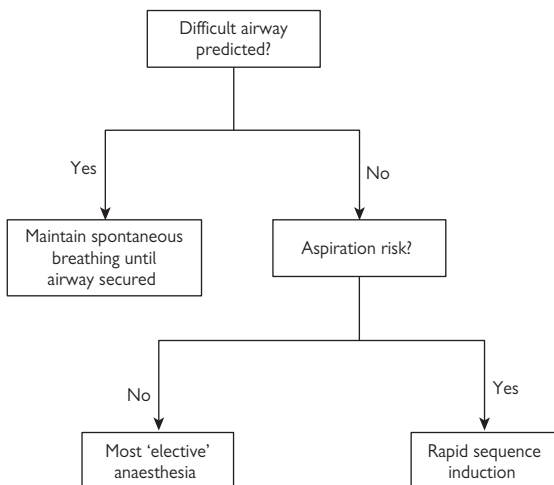 Difficult airway
predicted?
Yes
No
Maintain spontaneous
breathing until
airway secured
Aspiration risk?
No
Yes
Most ‘elective’
anaesthesia
Rapid sequence
induction